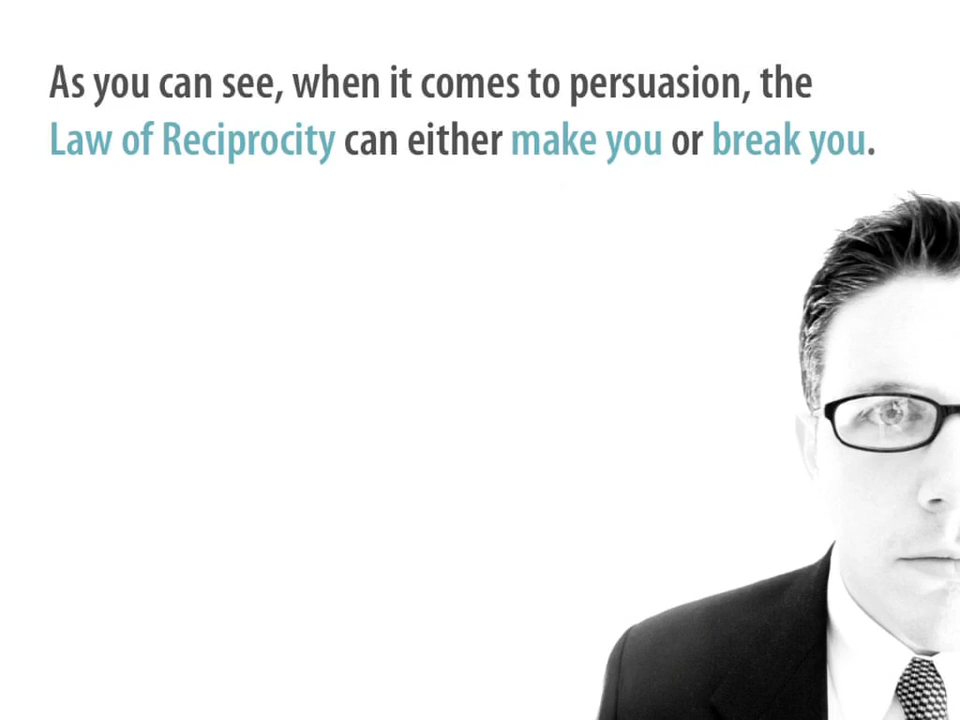 As you can see, when it comes to persuasion, the
Law of Reciprocity can either make you or break you.